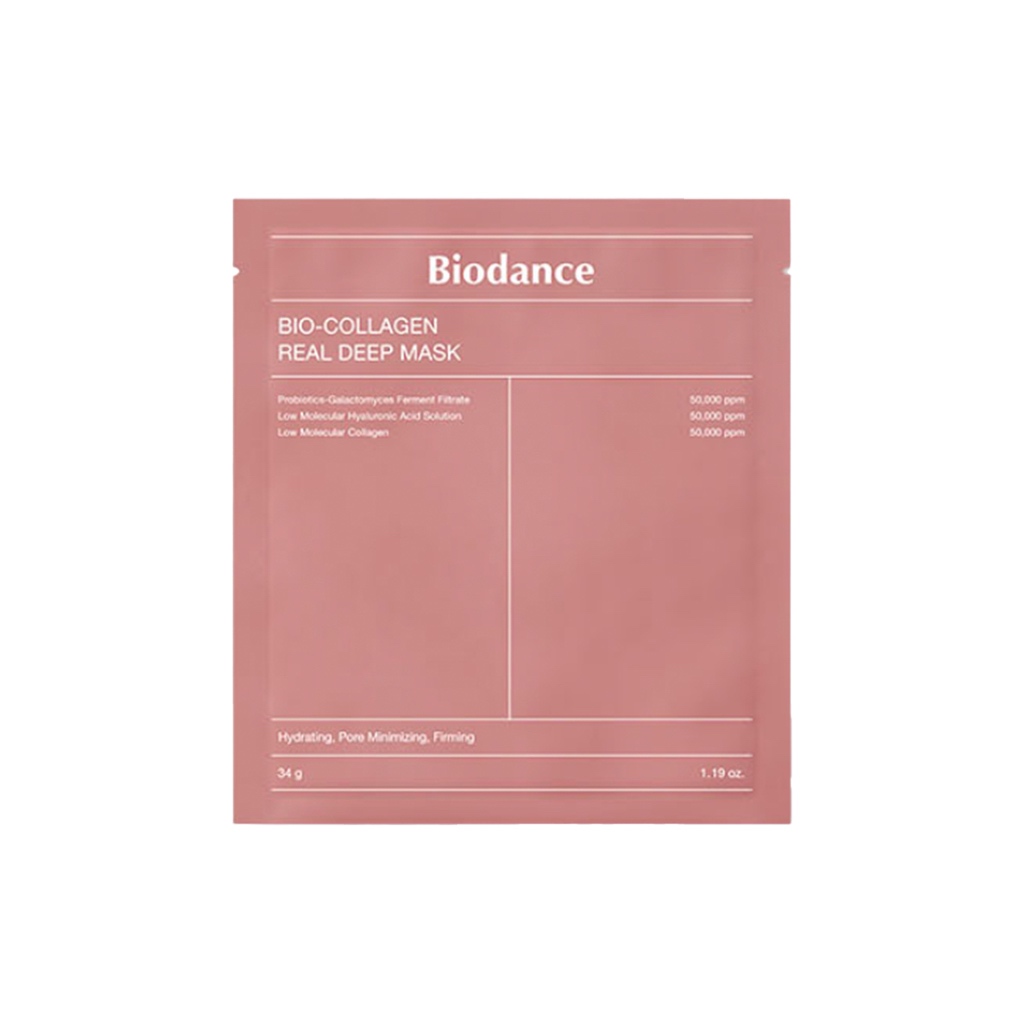 Biodance
BIO-COLLAGEN
REAL DEEP MASK
Probiotics-Galactomyces Ferment Filtrate 50,000 ppm
Low Molecular Hyaluronic Acid Solution 50,000 ppm
Low Molecular Collagen 50,000 ppm
Hydrating, Pore Minimizing, Firming
34 g 1.19 oz.